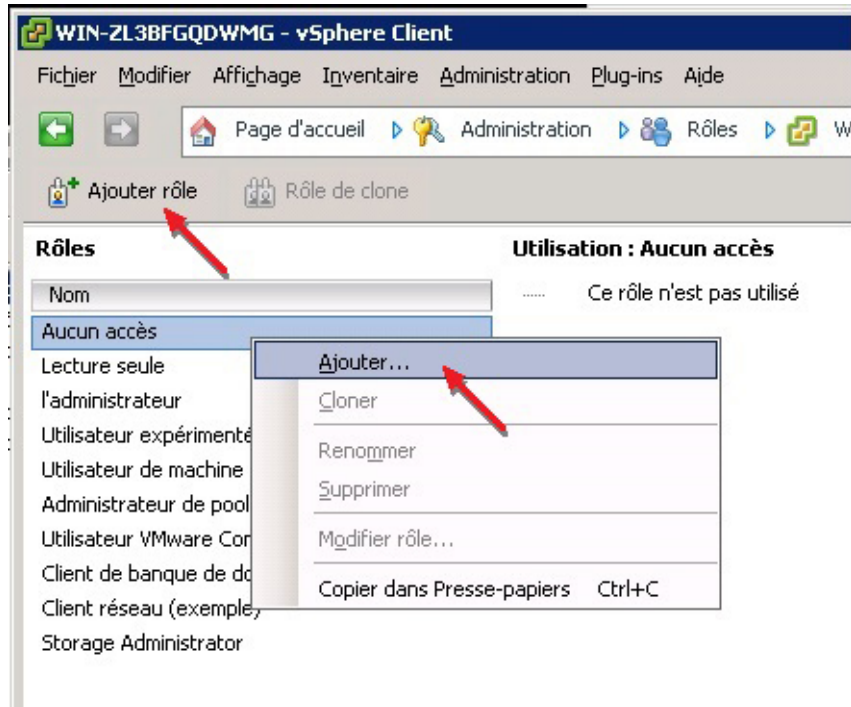 WIN-ZL3BFGQDWMG - vSphere Client
Fichier Modifier Affichage Inventaire Administration Plug-ins Aide
Page d'accueil Administration Rôles W
Ajouter rôle Rôle de clone
Rôles Utilisation : Aucun accès
Nom Ce rôle n'est pas utilisé
Aucun accès
Lecture seule Ajouter...
l'administrateur Cloner
Utilisateur expérimenté
Renommer
Utilisateur de machine
Supprimer
Administrateur de pool
Utilisateur VMware Con Modifier rôle...
Client de banque de do
Copier dans Presse-papiers Ctrl+C
Client réseau (exemple)
Storage Administrator